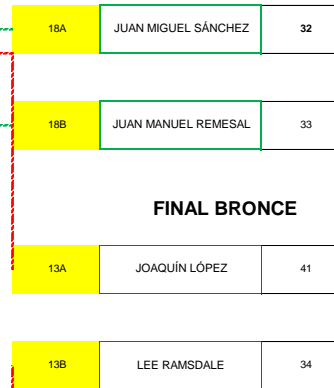 18A JUAN MIGUEL SÁNCHEZ 32
18B JUAN MANUEL REMESAL 33
FINAL BRONCE
13A JOAQUÍN LÓPEZ 41
13B LEE RAMSDALE 34